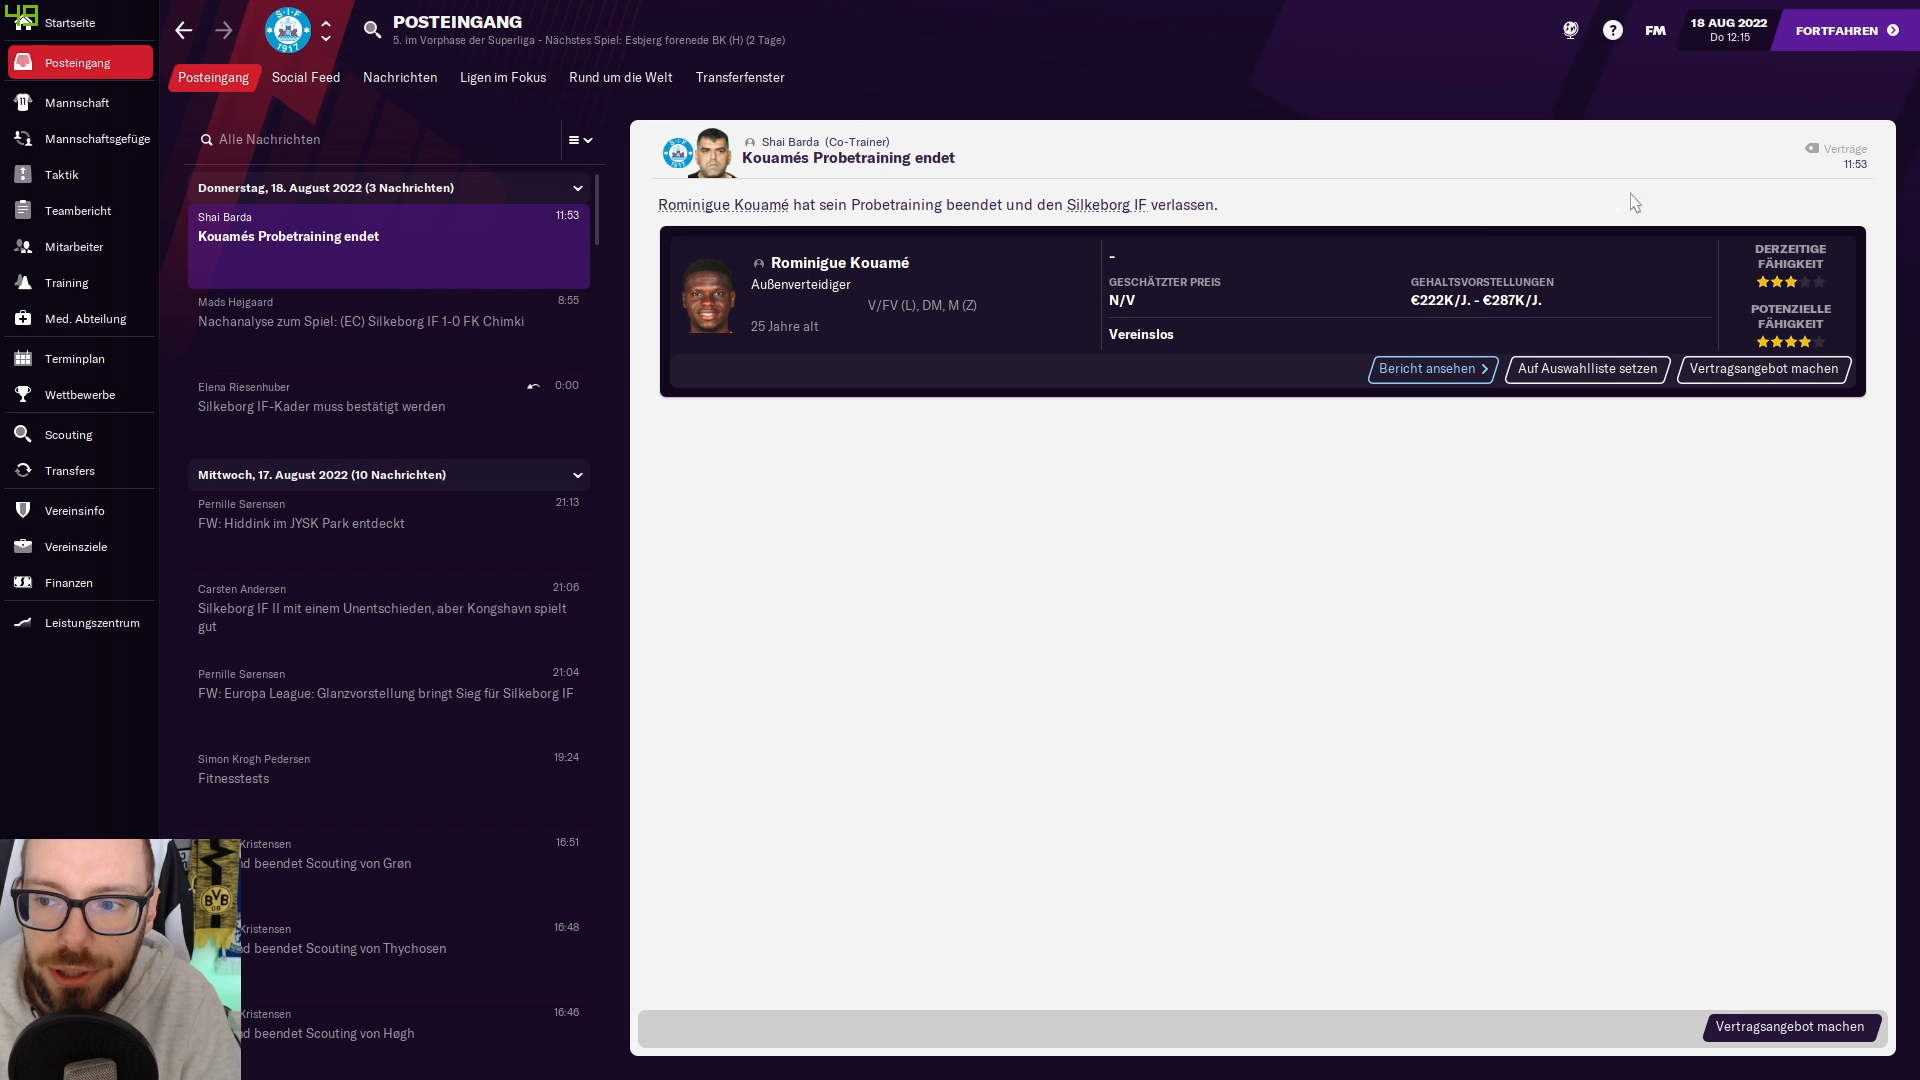 48
Startseite
Posteingang
Mannschaft
Mannschaftsgefüge
Taktik
Teambericht
Mitarbeiter
Training
Med. Abteilung
Terminplan
Wettbewerbe
Scouting
Transfers
Vereinsinfo
Vereinsziele
Finanzen
Leistungszentrum
S·I·F
1917
POSTEINGANG
5. im Vorphase der Superliga - Nächstes Spiel: Esbjerg forenede BK (H) (2 Tage)
FM
18 AUG 2022
Do 12:15
FORTFAHREN
Posteingang Social Feed Nachrichten Ligen im Fokus Rund um die Welt Transferfenster
Alle Nachrichten
Donnerstag, 18. August 2022 (3 Nachrichten)
Shai Barda 11:53
Kouamés Probetraining endet
Mads Højgaard 8:55
Nachanalyse zum Spiel: (EC) Silkeborg IF 1-0 FK Chimki
Elena Riesenhuber 0:00
Silkeborg IF-Kader muss bestätigt werden
Mittwoch, 17. August 2022 (10 Nachrichten)
Pernille Sørensen 21:13
FW: Hiddink im JYSK Park entdeckt
Carsten Andersen 21:06
Silkeborg IF II mit einem Unentschieden, aber Kongshavn spielt
gut
Pernille Sørensen 21:04
FW: Europa League: Glanzvorstellung bringt Sieg für Silkeborg IF
Simon Krogh Pedersen 19:24
Fitnesstests
Kristensen 16:51
d beendet Scouting von Grøn
Kristensen 16:48
d beendet Scouting von Thychosen
Kristensen 16:46
d beendet Scouting von Høgh
BVB
09
Shai Barda (Co-Trainer)
Kouamés Probetraining endet
Verträge
11:53
Rominigue Kouamé hat sein Probetraining beendet und den Silkeborg IF verlassen.
Rominigue Kouamé
Außenverteidiger
V/FV (L), DM, M (Z)
25 Jahre alt
-
GESCHÄTZTER PREIS
N/V
GEHALTSVORSTELLUNGEN
€222K/J. - €287K/J.
Vereinslos
DERZEITIGE
FÄHIGKEIT
POTENZIELLE
FÄHIGKEIT
Bericht ansehen
Auf Auswahlliste setzen
Vertragsangebot machen
Vertragsangebot machen